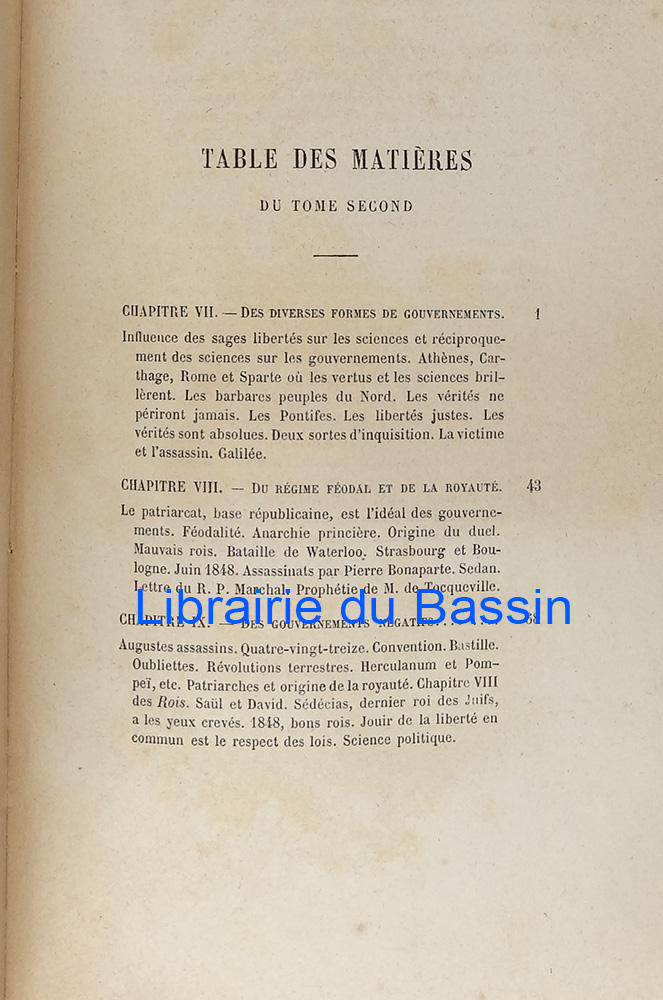 TABLE DES MATIÈRES
DU TOME SECOND
CHAPITRE VII. — DES DIVERSES FORMES DE GOUVERNEMENTS. 1
Influence des sages libertés sur les sciences et réciproque-
ment des sciences sur les gouvernements. Athènes, Car-
thage, Rome et Sparte où les vertus et les sciences bril-
lèrent. Les barbares peuples du Nord. Les vérités ne
périront jamais. Les Pontifes. Les libertés justes. Les
vérités sont absolues. Deux sortes d'inquisition. La victime
et l'assassin. Galilée.
CHAPITRE VIII. — DU RÉGIME FÉODAL ET DE LA ROYAUTÉ. 43
Le patriarcat, base républicaine, est l'idéal des gouverne-
ments. Féodalité. Anarchie princière. Origine du duel.
Mauvais rois. Bataille de Waterloo. Strasbourg et Bou-
logne. Juin 1848. Assassinats par Pierre Bonaparte. Sedan.
Lettre du R. P. Marchal. Prophétie de M. de Tocqueville.
Librairie du Bassin
CHAPITRE IX. — DES GOUVERNEMENTS NÉGATIFS.
Augustes assassins. Quatre-vingt-treize. Convention. Bastille.
Oubliettes. Révolutions terrestres. Herculanum et Pom-
peï, etc. Patriarches et origine de la royauté. Chapitre VIII
des Rois. Saül et David. Sédécias, dernier roi des Juifs,
a les yeux crevés. 1848, bons rois. Jouir de la liberté en
commun est le respect des lois. Science politique.